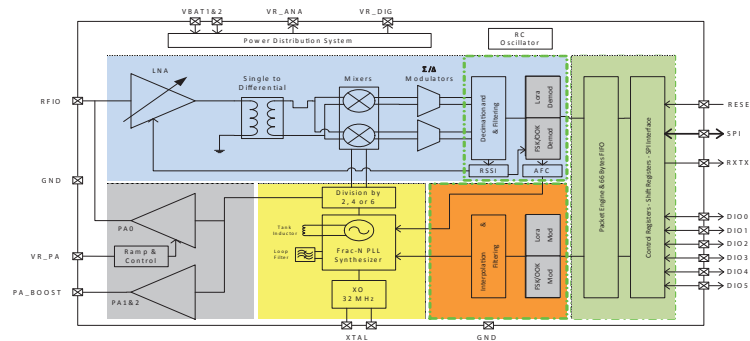 VBAT1&2 VR_ANA VR_DIG
Power Distribution System
RC
Oscillator
LNA
Single to
Differential
Mixers
Σ/Δ
Modulators
RFIO
Decimation and
& Filtering
Lora
Demod
FSK/OOK
Demod
RSSI
AFC
Packet Engine & 66 Bytes FIFO
Control Registers - Shift Registers - SPI Interface
RESE
SPI
RXTX
GND
Division by
2, 4 or 6
PA0
Tank
Inductor
Loop
Filter
Frac-N PLL
Synthesizer
Interpolation &
Filtering
Lora
Mod
FSK/OOK
Mod
DIO0
DIO1
DIO2
DIO3
DIO4
DIO5
VR_PA
Ramp &
Control
PA_BOOST
PA1&2
XO
32 MHz
XTAL
GND